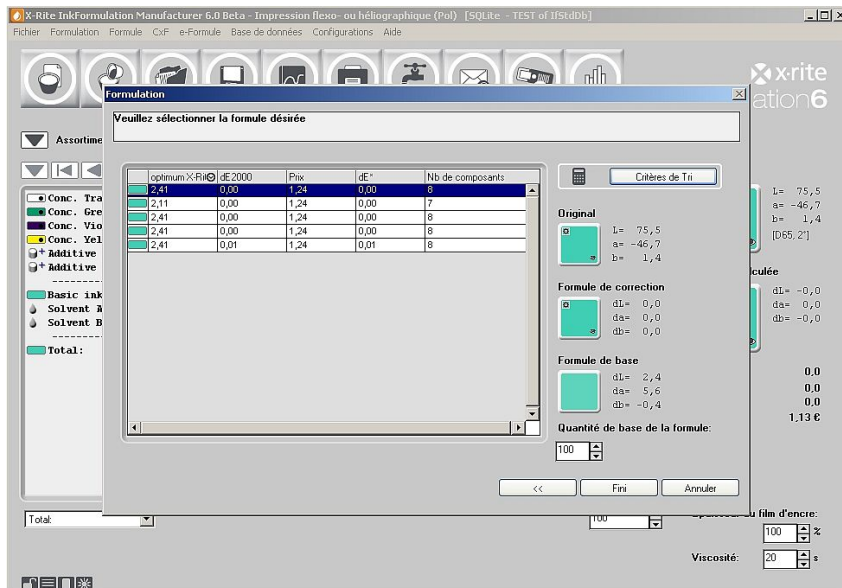 X-Rite InkFormulation Manufacturer 6.0 Beta - Impression flexo- ou héliographique (Pol) [SQLite - TEST of IfStdDb]
Fichier Formulation Formule CxF e-Formule Base de données Configurations Aide
x·rite
ation6
Formulation
Veuillez sélectionner la formule désirée
Assortime
optimum X-Rit dE2000 Prix dE* Nb de composants
2,41 0,00 1,24 0,00 8
2,11 0,00 1,24 0,00 7
2,41 0,00 1,24 0,00 8
2,41 0,00 1,24 0,00 8
2,41 0,01 1,24 0,01 8
Critères de Tri
Conc. Tra
Conc. Gre
Conc. Vio
Conc. Yel
Additive
Additive
Basic ink
Solvent A
Solvent B
Total:
Original
L= 75,5
a= -46,7
b= 1,4
Formule de correction
dL= 0,0
da= 0,0
db= 0,0
Formule de base
dL= 2,4
da= 5,6
db= -0,4
Quantité de base de la formule:
100
<< Fini Annuler
L= 75,5
a= -46,7
b= 1,4
[D65, 2°]
lculée
dL= -0,0
da= 0,0
db= -0,0
0,0
0,0
0,0
1,13 €
Total:
100
u film d'encre:
100 %
Viscosité: 20 s